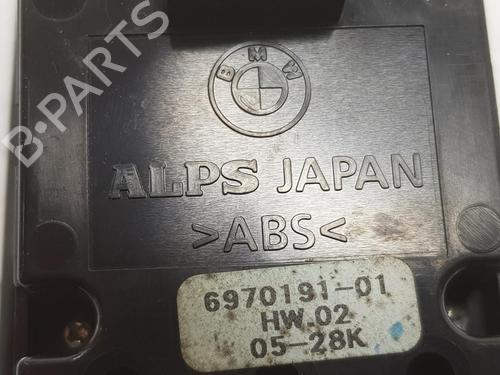 B-PARTS
BMW
ALPS JAPAN
>ABS<
6970191-01
HW.02
05-28K